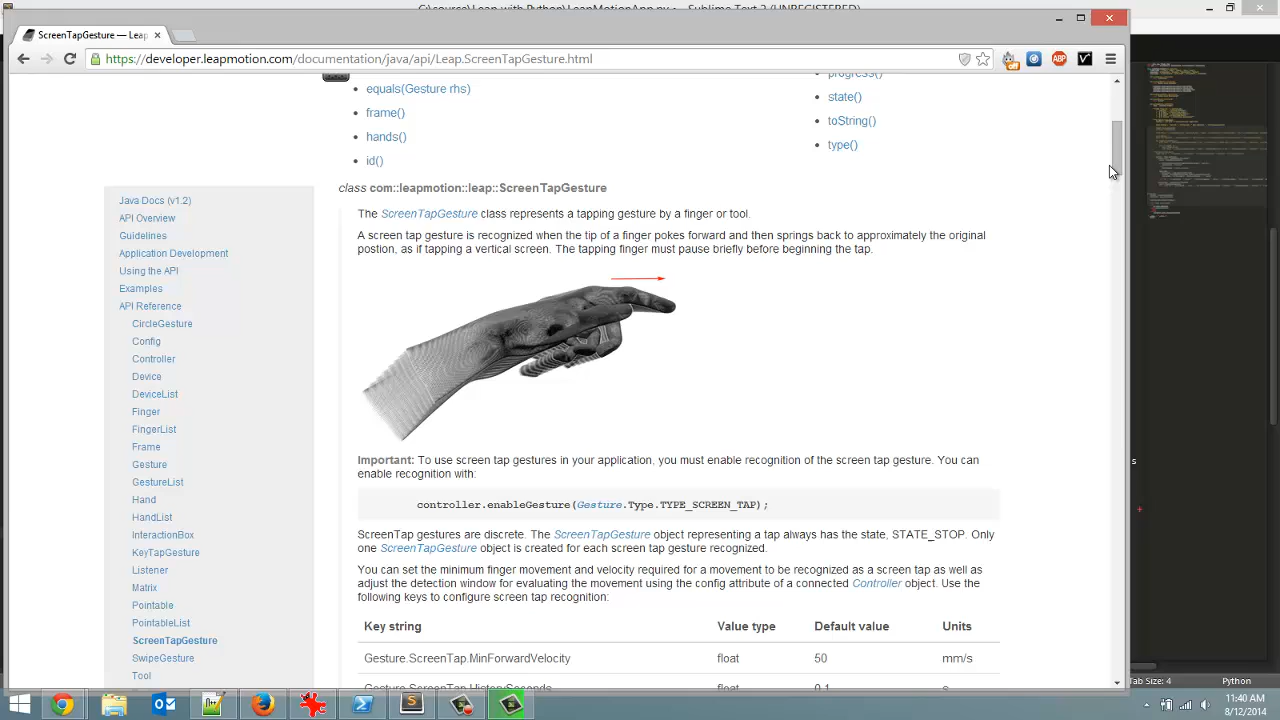 C:\Yourse\Leap with Python\LeapMotionApp.py - Sublime Text 2 (UNREGISTERED)
ScreenTapGesture — Leap
https://developer.leapmotion.com/documentation/java/api/Leap.ScreenTapGesture.html
off
ABP
equals(Gesture
frame()
hands()
id()
progress()
state()
toString()
type()
class com::leapmotion::leap::ScreenTapGesture
Java Docs (v1.2)
API Overview
Guidelines
Application Development
Using the API
Examples
API Reference
CircleGesture
Config
Controller
Device
DeviceList
Finger
FingerList
Frame
Gesture
GestureList
Hand
HandList
InteractionBox
KeyTapGesture
Listener
Matrix
Pointable
PointableList
ScreenTapGesture
SwipeGesture
Tool
The ScreenTapGesture class represents a tapping gesture by a finger or tool.
A screen tap gesture is recognized when the tip of a finger pokes forward and then springs back to approximately the original
postion, as if tapping a vertical screen. The tapping finger must pause briefly before beginning the tap.
Important: To use screen tap gestures in your application, you must enable recognition of the screen tap gesture. You can
enable recognition with:
controller.enableGesture(Gesture.Type.TYPE_SCREEN_TAP);
ScreenTap gestures are discrete. The ScreenTapGesture object representing a tap always has the state, STATE_STOP. Only
one ScreenTapGesture object is created for each screen tap gesture recognized.
You can set the minimum finger movement and velocity required for a movement to be recognized as a screen tap as well as
adjust the detection window for evaluating the movement using the config attribute of a connected Controller object. Use the
following keys to configure screen tap recognition:
Key string Value type Default value Units
Gesture.ScreenTap.MinForwardVelocity float 50 mm/s
Gesture.ScreenTap.HistorySeconds float 0.1 s
s
Tab Size: 4 Python
11:40 AM
8/12/2014